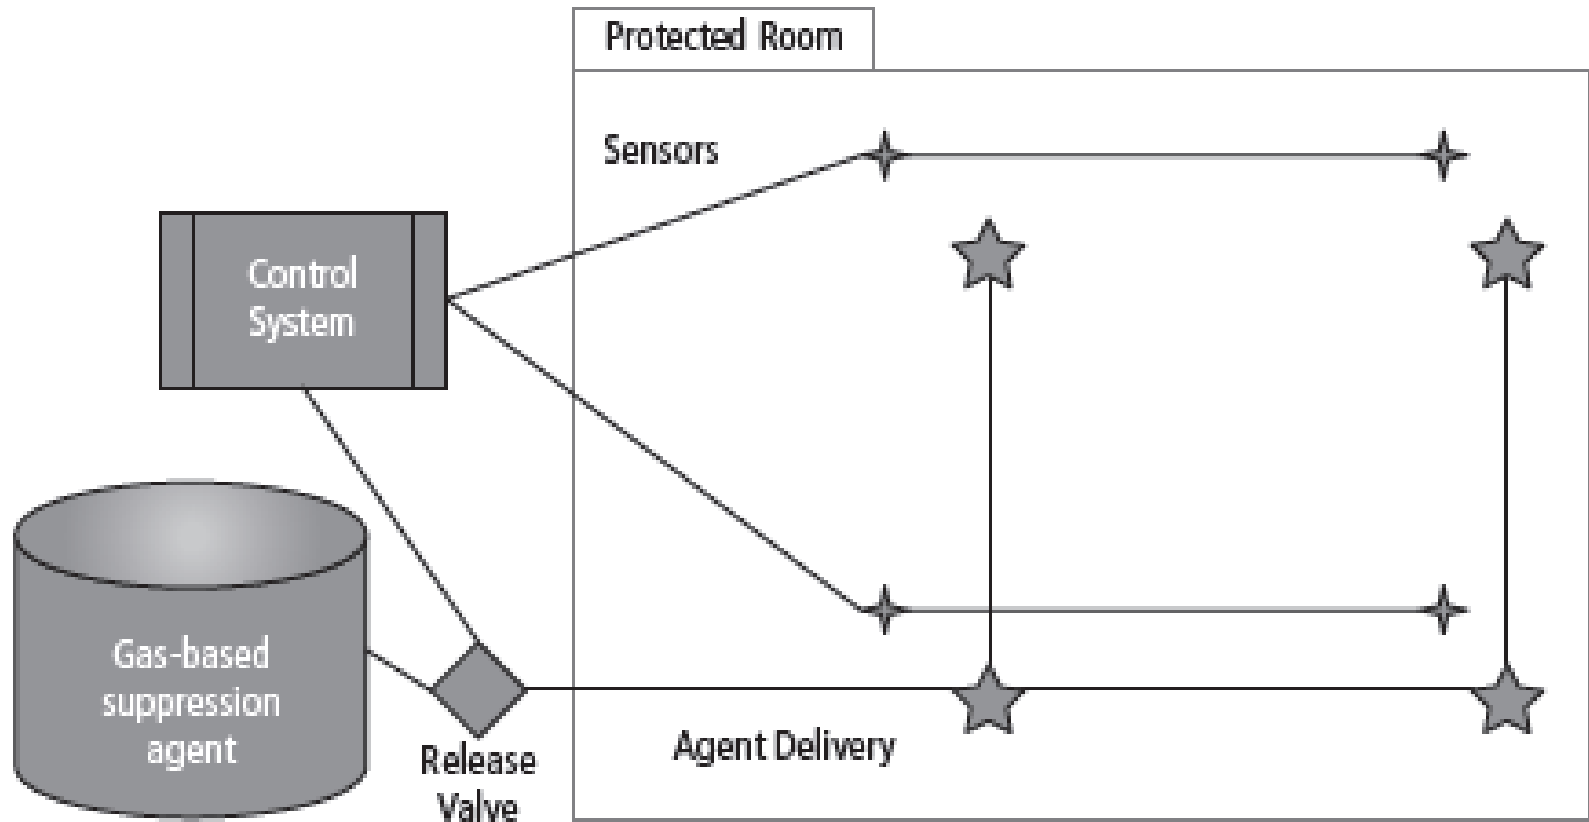 Protected Room
Sensors
Control
System
Gas-based
suppression
agent
Release
Valve
Agent Delivery